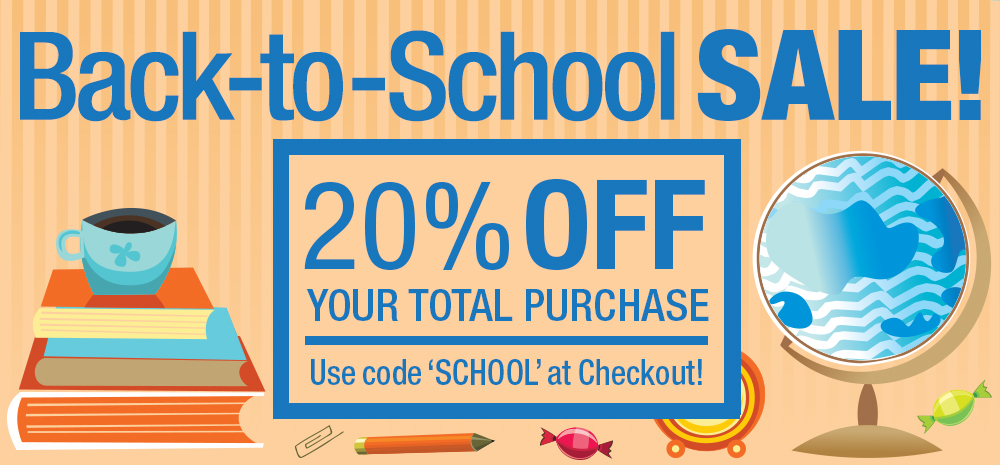 Back-to-School SALE!
20% OFF
YOUR TOTAL PURCHASE
Use code ‘SCHOOL’ at Checkout!